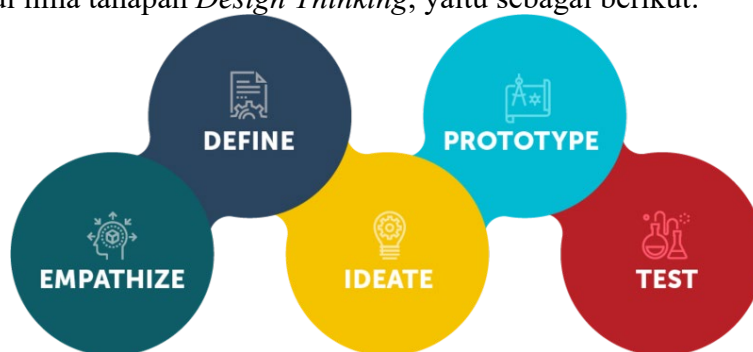 lima tahapan Design Thinking, yaitu sebagai berikut:
DEFINE
PROTOTYPE
EMPATHIZE
IDEATE
TEST